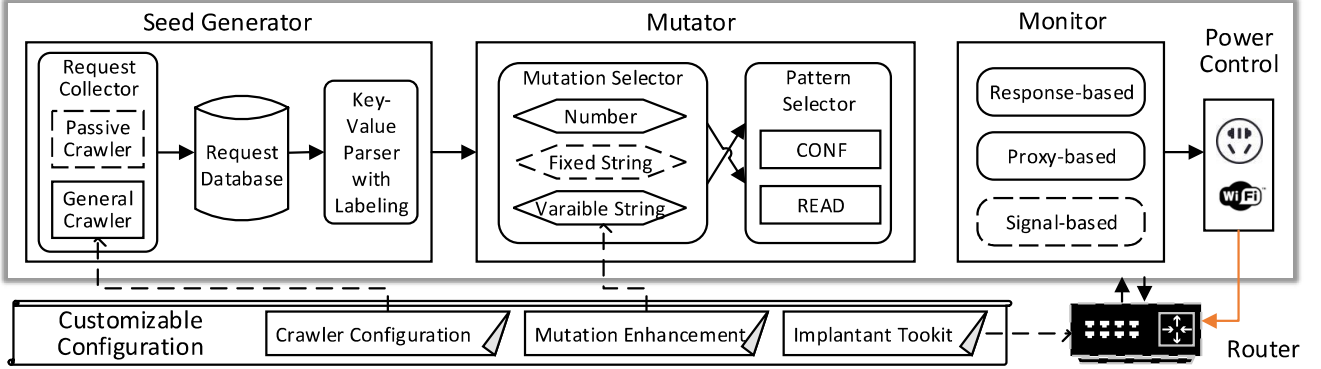 Seed Generator
Mutator
Monitor
Power
Control
Request
Collector
Passive
Crawler
General
Crawler
Request
Database
Key-
Value
Parser
with
Labeling
Mutation Selector
Number
Fixed String
Varaible String
Pattern
Selector
CONF
READ
Response-based
Proxy-based
Signal-based
WiFi
Customizable
Configuration
Crawler Configuration
Mutation Enhancement
Implantant Tookit
Router